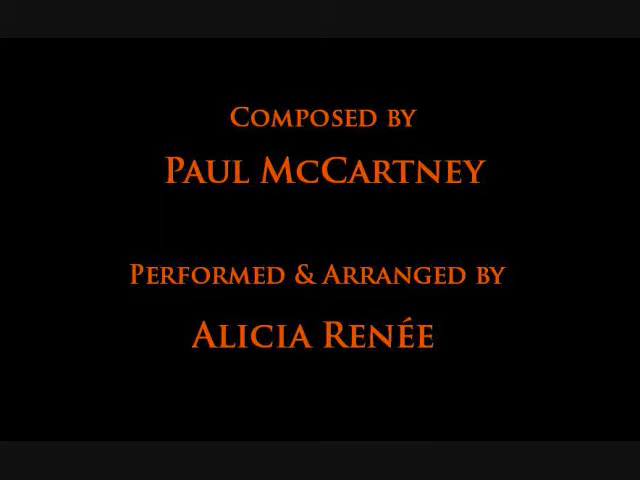 Composed by
Paul McCartney
Performed & Arranged by
Alicia Renée